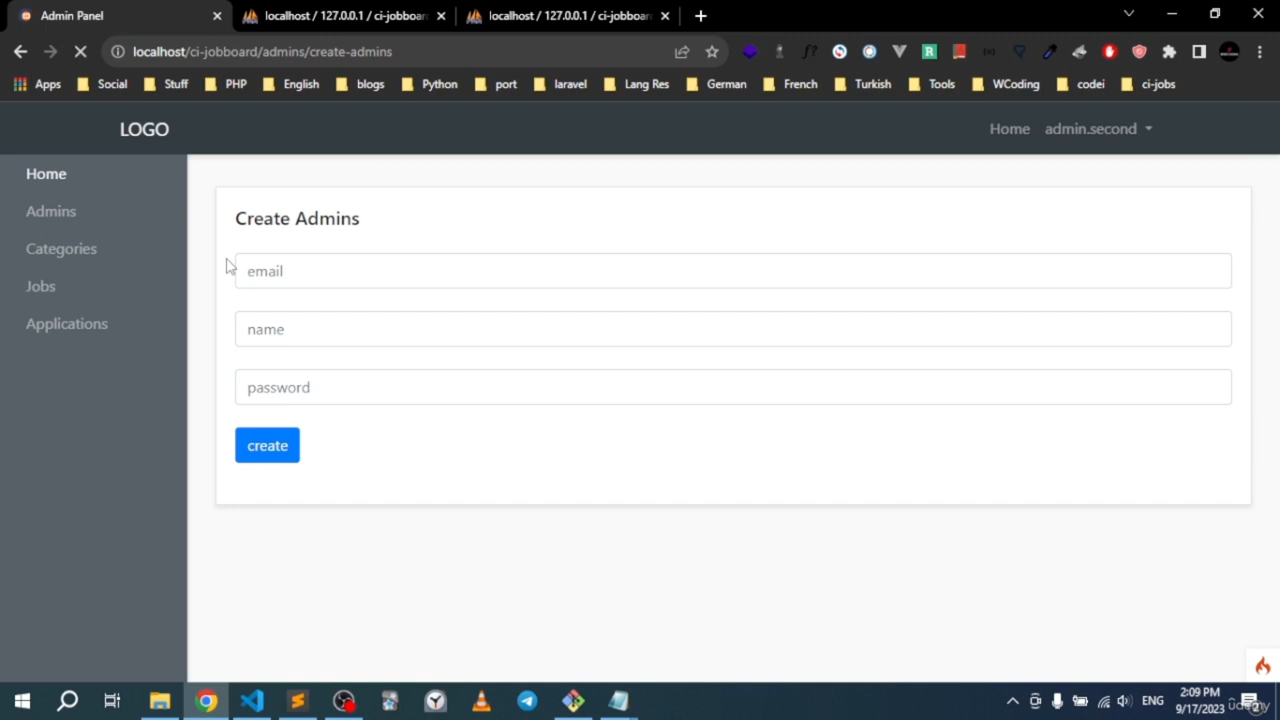 Admin Panel
localhost / 127.0.0.1 / ci-jobboar
localhost / 127.0.0.1 / ci-jobboar
localhost/ci-jobboard/admins/create-admins
Apps Social Stuff PHP English blogs Python port laravel Lang Res German French Turkish Tools WCoding codei ci-jobs
LOGO
Home admin.second
Home
Admins
Categories
Jobs
Applications
Create Admins
email
name
password
create
ENG
2:09 PM
9/17/2023
udemy